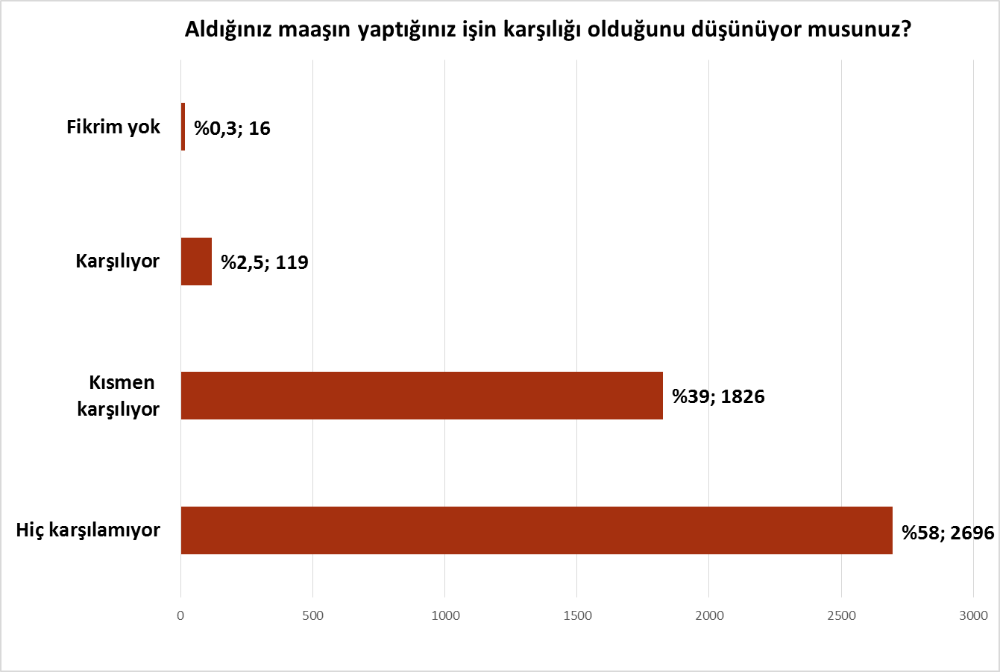 Aldığınız maaşın yaptığınız işin karşılığı olduğunu düşünüyor musunuz?
Fikrim yok
%0,3; 16
Karşılıyor
%2,5; 119
Kısmen
karşılıyor
%39; 1826
Hiç karşılamıyor
%58; 2696
0 500 1000 1500 2000 2500 3000